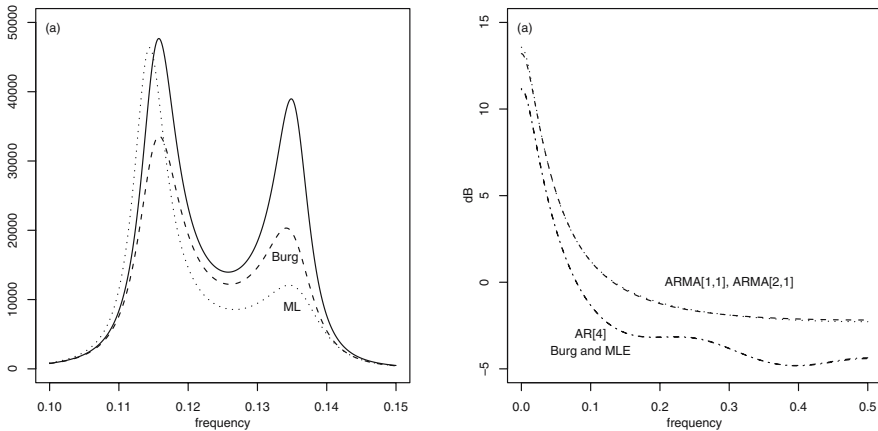 (a)
50000
40000
30000
20000
10000
0
Burg
ML
0.10 0.11 0.12 0.13 0.14 0.15
frequency
(a)
15
10
5
0
-5
dB
ARMA[1,1], ARMA[2,1]
AR[4]
Burg and MLE
0.0 0.1 0.2 0.3 0.4 0.5
frequency